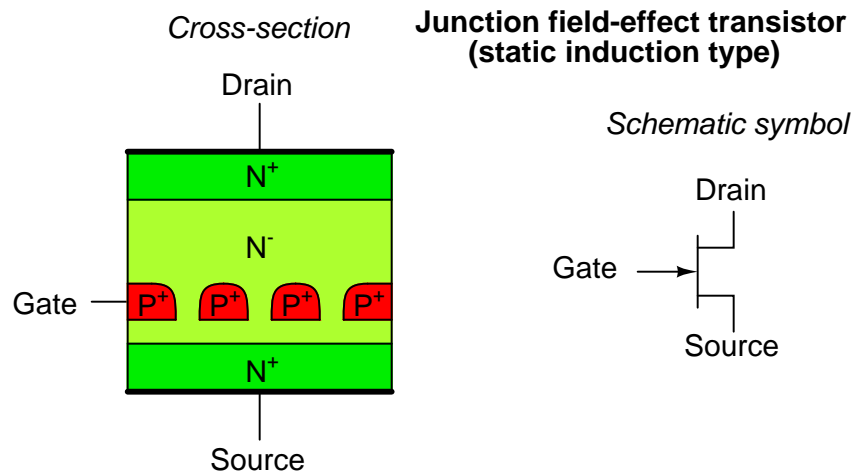 Cross-section
Junction field-effect transistor
(static induction type)
Drain
Schematic symbol
N+
Drain
N-
Gate
Gate
P+ P+ P+ P+
Source
N+
Source